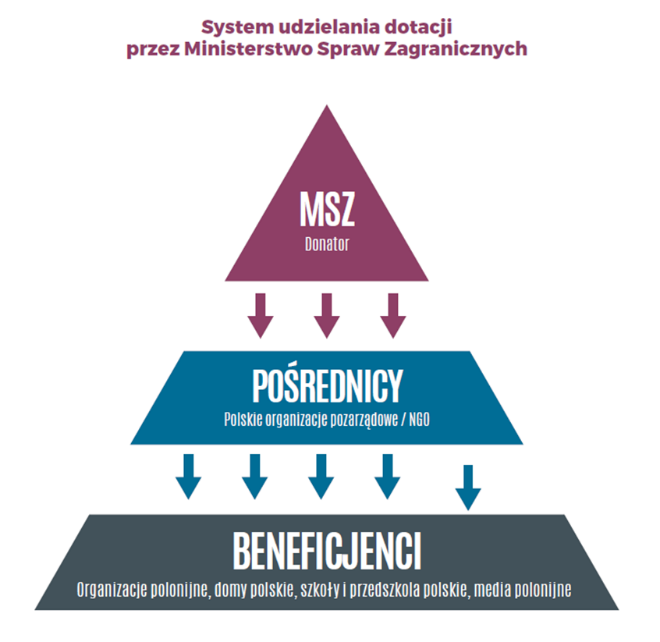 System udzielania dotacji
przez Ministerstwo Spraw Zagranicznych
MSZ
Donator
POŚREDNICY
Polskie organizacje pozarządowe / NGO
BENEFICJENCI
Organizacje polonijne, domy polskie, szkoły i przedszkola polskie, media polonijne